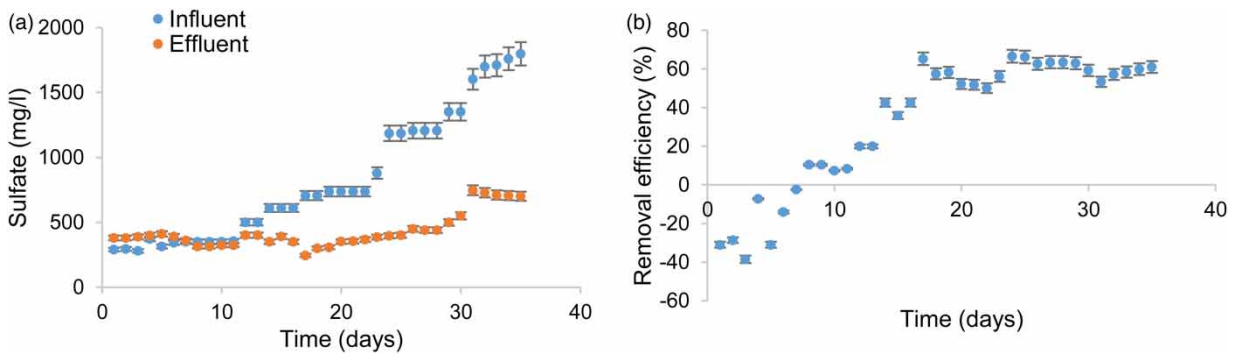 (a)
Influent
Effluent
Sulfate (mg/l)
2000
1500
1000
500
0
0 10 20 30 40
Time (days)
(b)
Removal efficiency (%)
80
60
40
20
0
-20
-40
-60
0 10 20 30 40
Time (days)